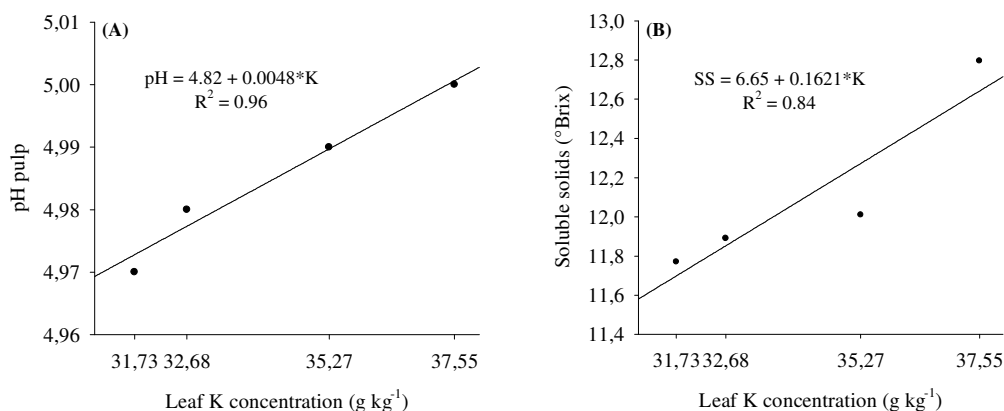 (A)
pH = 4.82 + 0.0048*K
R² = 0.96
5,01
5,00
4,99
4,98
4,97
4,96
pH pulp
31,73 32,68 35,27 37,55
Leaf K concentration (g kg⁻¹)
(B)
SS = 6.65 + 0.1621*K
R² = 0.84
13,0
12,8
12,6
12,4
12,2
12,0
11,8
11,6
11,4
Soluble solids (°Brix)
31,73 32,68 35,27 37,55
Leaf K concentration (g kg⁻¹)